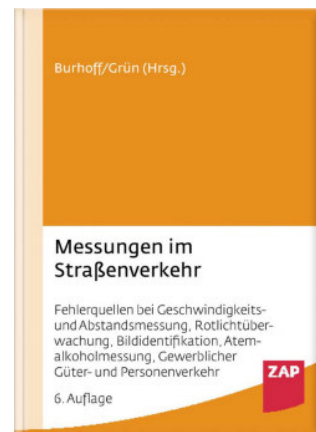 Burhoff/Grün (Hrsg.)
Messungen im
Straßenverkehr
Fehlerquellen bei Geschwindigkeits-
und Abstandsmessung, Rotlichtüber-
wachung, Bildidentifikation, Atem-
alkoholmessung, Gewerblicher
Güter- und Personenverkehr
ZAP
6. Auflage